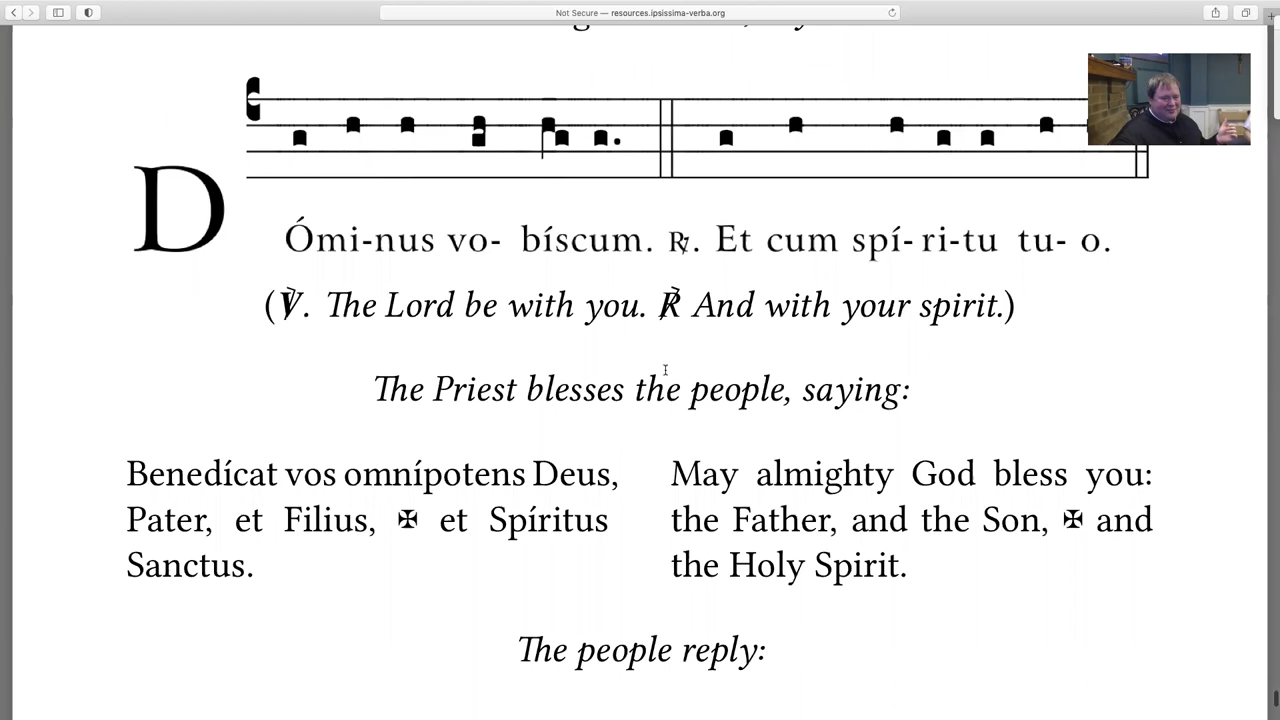 Not Secure — resources.ipsissima-verba.org
D
Ómi-nus vo- bíscum. ℟. Et cum spí- ri-tu tu- o.
(℣. The Lord be with you. ℟ And with your spirit.)
The Priest blesses the people, saying:
Benedícat vos omnípotens Deus,
Pater, et Filius, ✠ et Spíritus
Sanctus.
May almighty God bless you:
the Father, and the Son, ✠ and
the Holy Spirit.
The people reply: